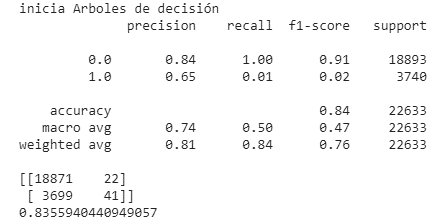 inicia Arboles de decisión
precision recall f1-score support
0.0 0.84 1.00 0.91 18893
1.0 0.65 0.01 0.02 3740
accuracy 0.84 22633
macro avg 0.74 0.50 0.47 22633
weighted avg 0.81 0.84 0.76 22633
[[18871 22]
[ 3699 41]]
0.8355940440949057